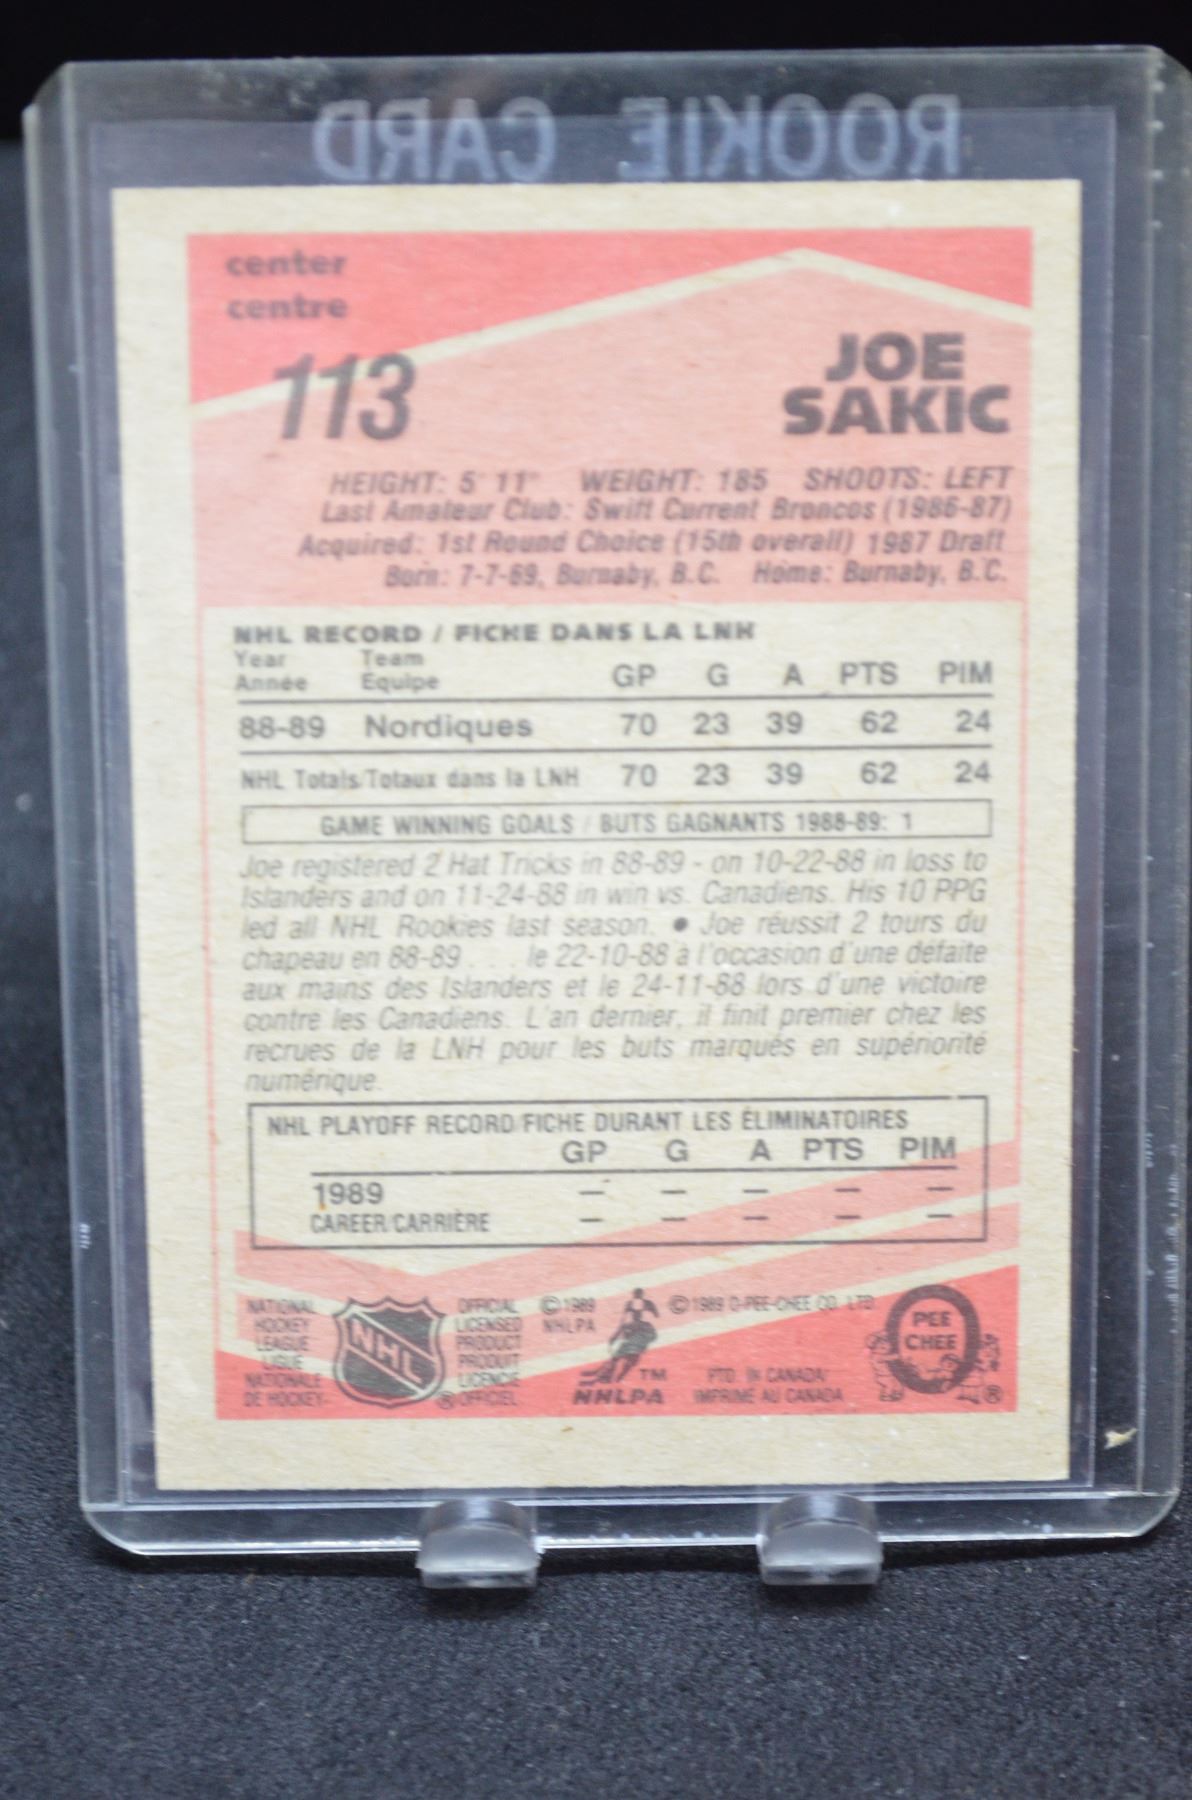 ROOKIE CARD
center
centre
113
JOE
SAKIC
HEIGHT: 5' 11" WEIGHT: 185 SHOOTS: LEFT
Last Amateur Club: Swift Current Broncos (1986-87)
Acquired: 1st Round Choice (15th overall) 1987 Draft
Born: 7-7-69, Burnaby, B.C. Home: Burnaby, B.C.
NHL RECORD / FICHE DANS LA LNH
Year Team
Année Équipe GP G A PTS PIM
88-89 Nordiques 70 23 39 62 24
NHL Totals/Totaux dans la LNH 70 23 39 62 24
GAME WINNING GOALS / BUTS GAGNANTS 1988-89: 1
Joe registered 2 Hat Tricks in 88-89 - on 10-22-88 in loss to
Islanders and on 11-24-88 in win vs. Canadiens. His 10 PPG
led all NHL Rookies last season. • Joe réussit 2 tours du
chapeau en 88-89 . . . le 22-10-88 à l'occasion d'une défaite
aux mains des Islanders et le 24-11-88 lors d'une victoire
contre les Canadiens. L'an dernier, il finit premier chez les
recrues de la LNH pour les buts marqués en supériorité
numérique.
NHL PLAYOFF RECORD/FICHE DURANT LES ÉLIMINATOIRES
GP G A PTS PIM
1989 — — — — —
CAREER/CARRIÈRE — — — — —
NATIONAL
HOCKEY
LEAGUE
LIGUE
NATIONALE
DE HOCKEY
NHL
®
OFFICIAL
LICENSED
PRODUCT
PRODUIT
LICENCIÉ
OFFICIEL
©1989
NHLPA
TM
NHLPA
©1989 O-PEE-CHEE CO. LTD.
PTD. IN CANADA/
IMPRIMÉ AU CANADA
O
PEE
CHEE
®